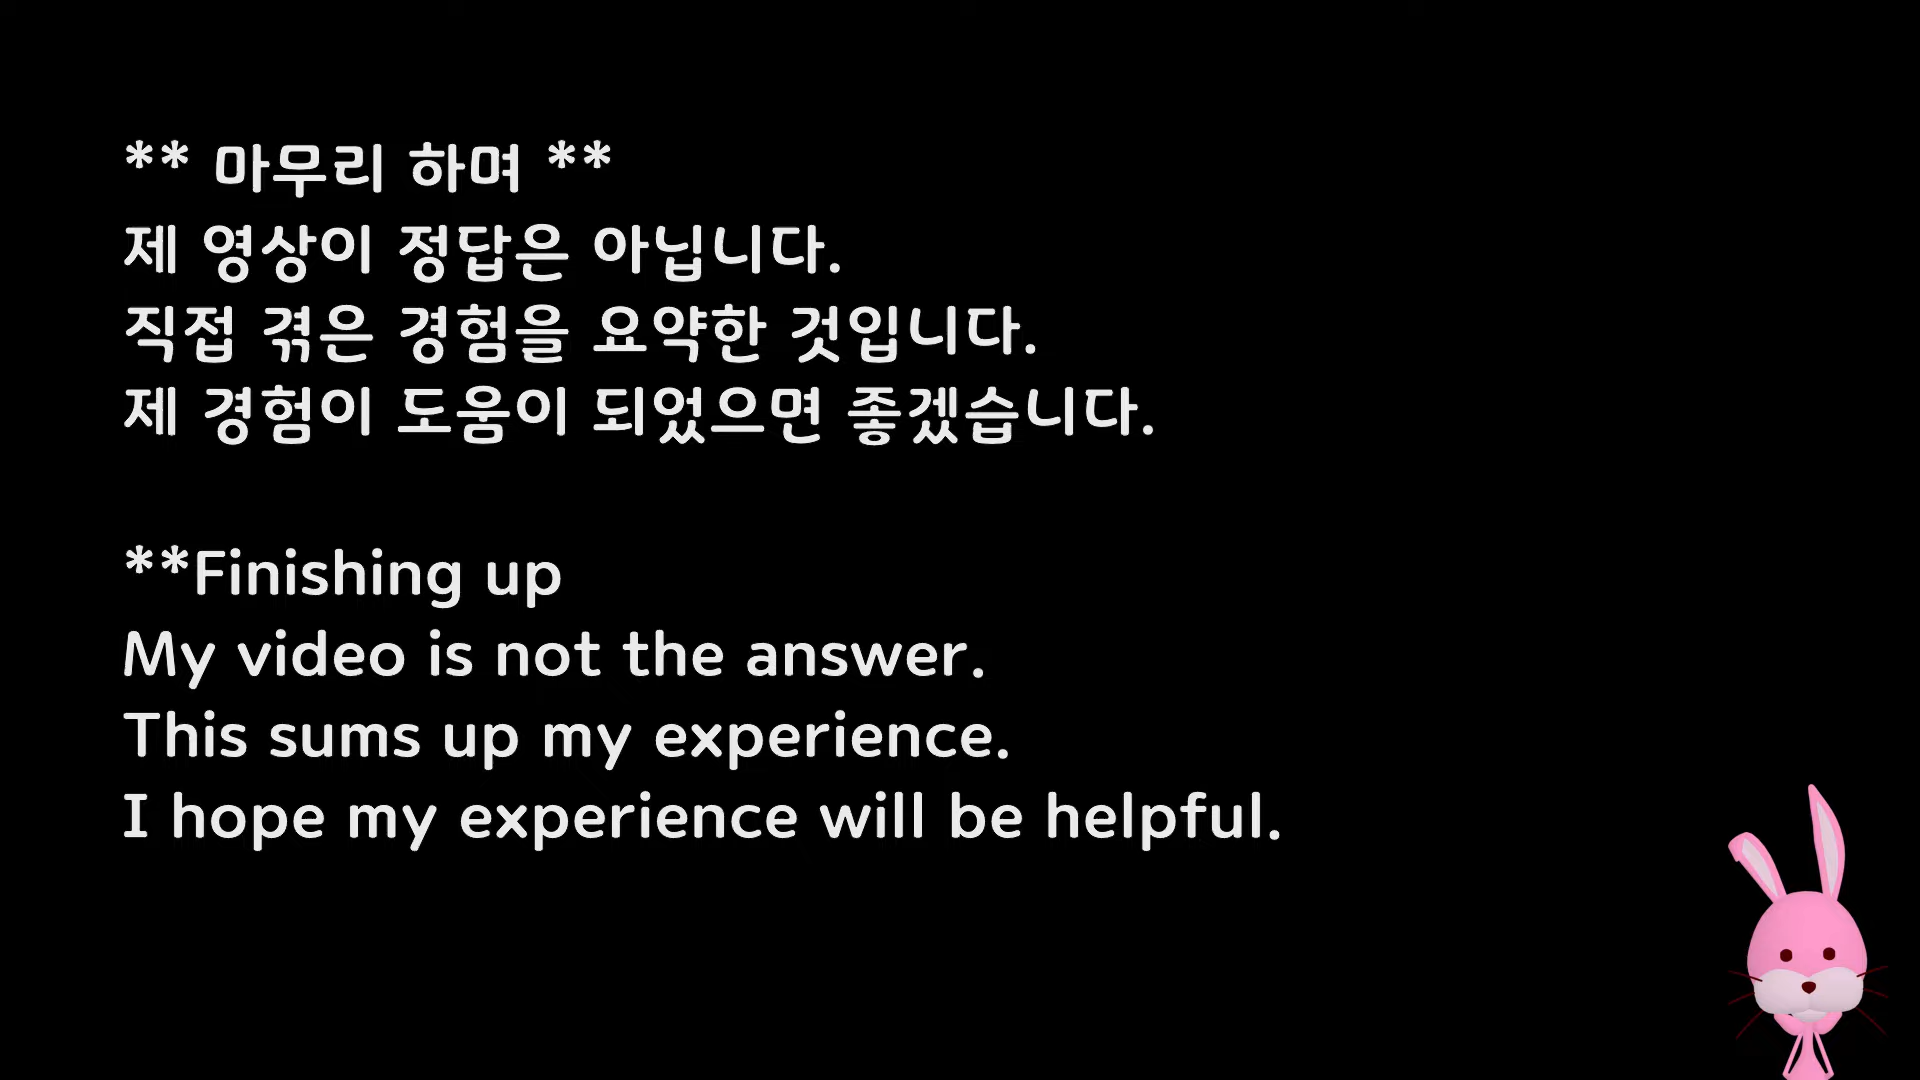 ** 마무리 하며 **
제 영상이 정답은 아닙니다.
직접 겪은 경험을 요약한 것입니다.
제 경험이 도움이 되었으면 좋겠습니다.
**Finishing up
My video is not the answer.
This sums up my experience.
I hope my experience will be helpful.